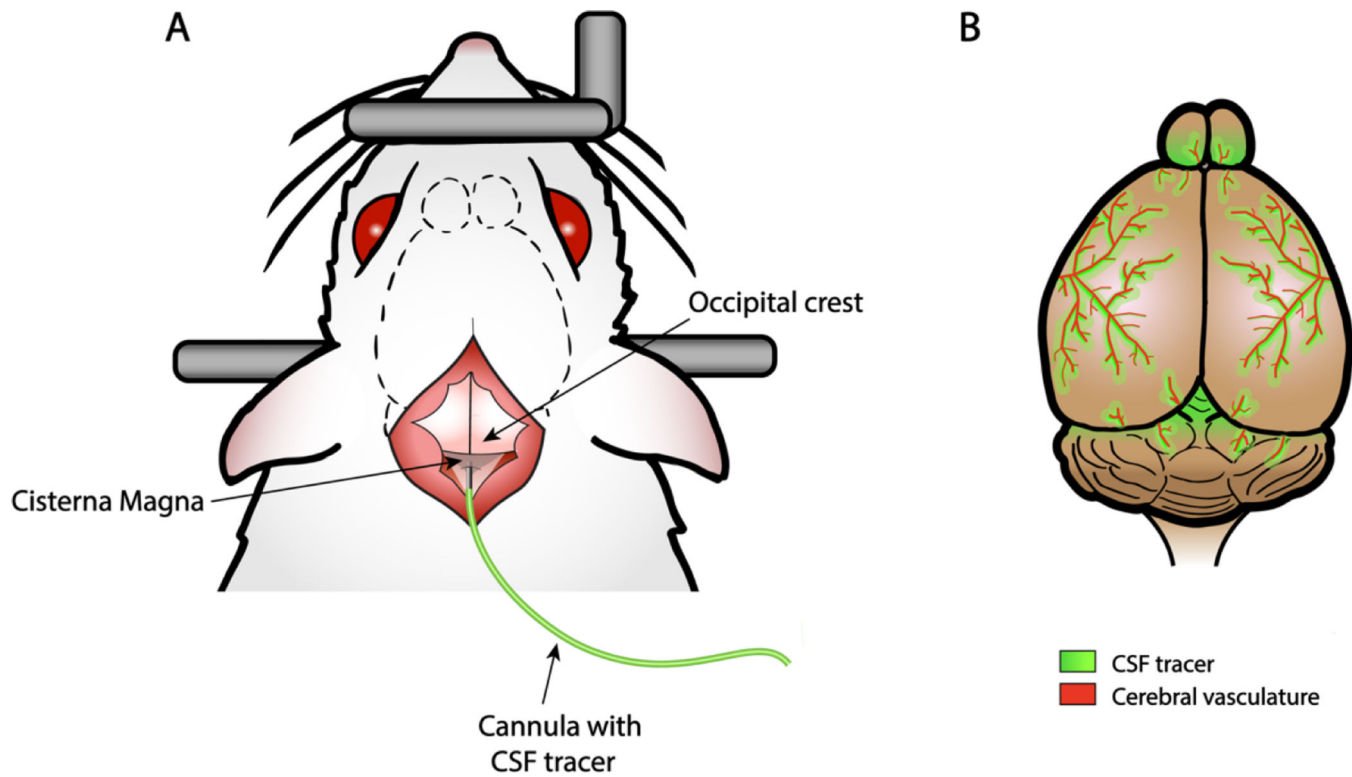 A
B
Occipital crest
Cisterna Magna
Cannula with
CSF tracer
CSF tracer
Cerebral vasculature